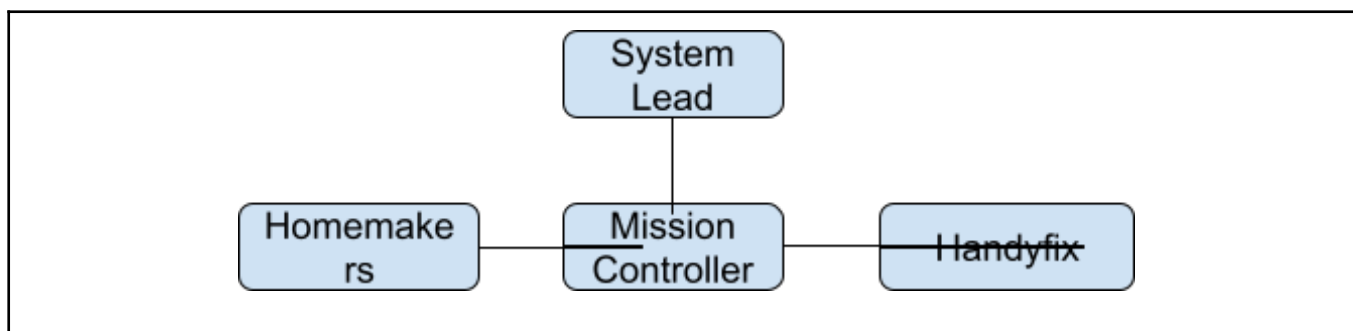 System
Lead
Homemake
rs
Mission
Controller
Handyfix